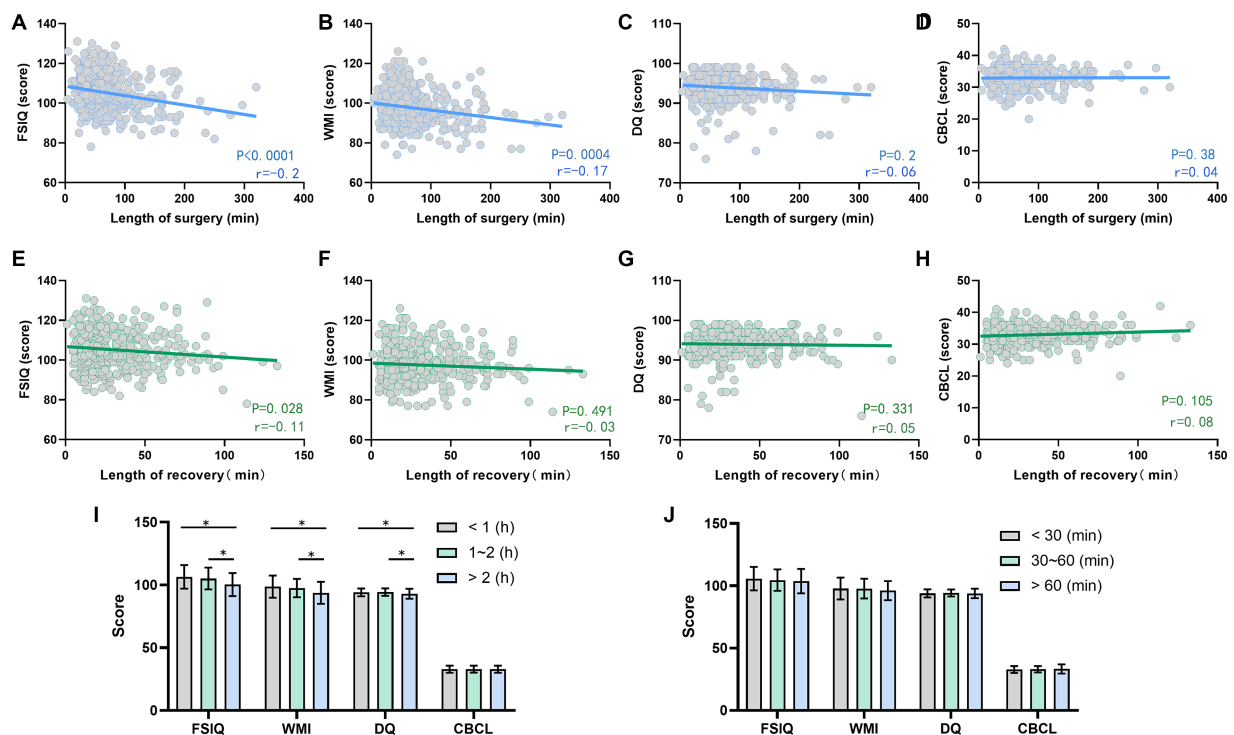 A
140
120
100
80
60
FSIQ (score)
0 100 200 300 400
Length of surgery (min)
P<0.0001
r=-0.2
B
140
120
100
80
60
WMI (score)
0 100 200 300 400
Length of surgery (min)
P=0.0004
r=-0.17
C
110
100
90
80
70
DQ (score)
0 100 200 300 400
Length of surgery (min)
P=0.2
r=-0.06
D
50
40
30
20
10
0
CBCL (score)
0 100 200 300 400
Length of surgery (min)
P=0.38
r=0.04
E
140
120
100
80
60
FSIQ (score)
0 50 100 150
Length of recovery( min)
P=0.028
r=-0.11
F
140
120
100
80
60
WMI (score)
0 50 100 150
Length of recovery( min)
P=0.491
r=-0.03
G
110
100
90
80
70
DQ (score)
0 50 100 150
Length of recovery( min)
P=0.331
r=0.05
H
50
40
30
20
10
0
CBCL (score)
0 50 100 150
Length of recovery( min)
P=0.105
r=0.08
I
150
100
50
0
Score
* * *
* * *
FSIQ WMI DQ CBCL
< 1 (h)
1~2 (h)
> 2 (h)
J
150
100
50
0
Score
FSIQ WMI DQ CBCL
< 30 (min)
30~60 (min)
> 60 (min)